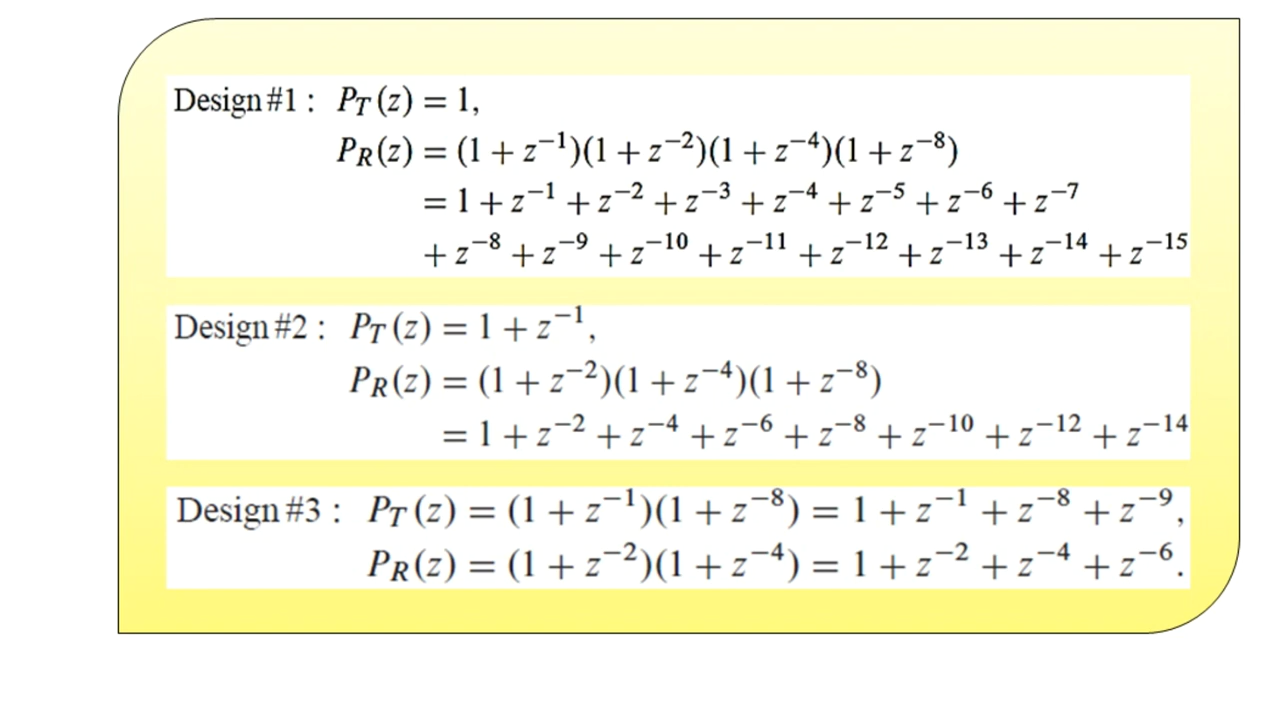 Design #1 : P_T(z) = 1,
P_R(z) = (1 + z^{-1})(1 + z^{-2})(1 + z^{-4})(1 + z^{-8})
= 1 + z^{-1} + z^{-2} + z^{-3} + z^{-4} + z^{-5} + z^{-6} + z^{-7}
+ z^{-8} + z^{-9} + z^{-10} + z^{-11} + z^{-12} + z^{-13} + z^{-14} + z^{-15}
Design #2 : P_T(z) = 1 + z^{-1},
P_R(z) = (1 + z^{-2})(1 + z^{-4})(1 + z^{-8})
= 1 + z^{-2} + z^{-4} + z^{-6} + z^{-8} + z^{-10} + z^{-12} + z^{-14}
Design #3 : P_T(z) = (1 + z^{-1})(1 + z^{-8}) = 1 + z^{-1} + z^{-8} + z^{-9},
P_R(z) = (1 + z^{-2})(1 + z^{-4}) = 1 + z^{-2} + z^{-4} + z^{-6}.